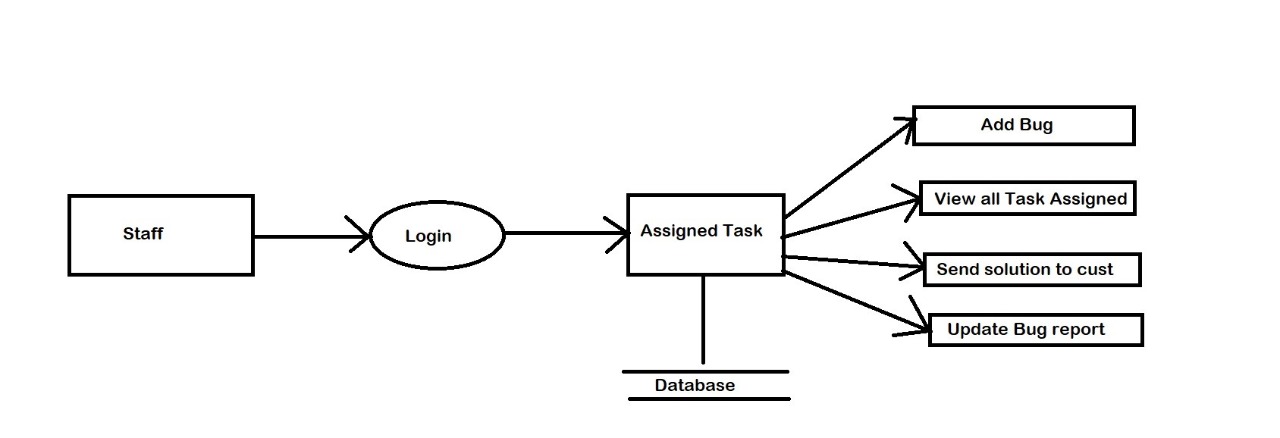 Staff
Login
Assigned Task
Add Bug
View all Task Assigned
Send solution to cust
Update Bug report
Database